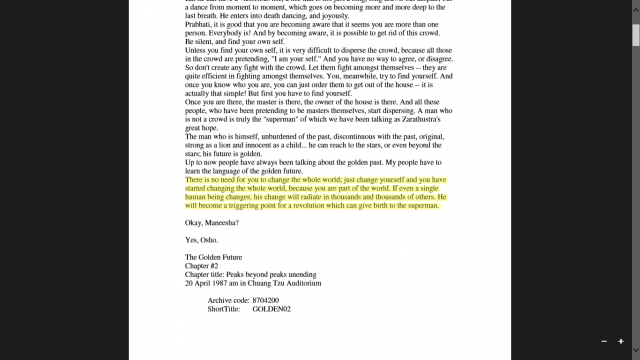 a dance from moment to moment, which goes on becoming more and more deep to the
last breath. He enters into death dancing, and joyously.
Prabhati, it is good that you are becoming aware that it seems you are more than one
person. Everybody is! And by becoming aware, it is possible to get rid of this crowd.
Be silent, and find your own self.
Unless you find your own self, it is very difficult to disperse the crowd, because all those
in the crowd are pretending, "I am your self." And you have no way to agree, or disagree.
So don't create any fight with the crowd. Let them fight amongst themselves -- they are
quite efficient in fighting amongst themselves. You, meanwhile, try to find yourself. And
once you know who you are, you can just order them to get out of the house -- it is
actually that simple! But first you have to find yourself.
Once you are there, the master is there, the owner of the house is there. And all these
people, who have been pretending to be masters themselves, start dispersing. A man who
is not a crowd is truly the "superman" of which we have been talking as Zarathustra's
great hope.
The man who is himself, unburdened of the past, discontinuous with the past, original,
strong as a lion and innocent as a child... he can reach to the stars, or even beyond the
stars; his future is golden.
Up to now people have always been talking about the golden past. My people have to
learn the language of the golden future.
There is no need for you to change the whole world; just change yourself and you have
started changing the whole world, because you are part of the world. If even a single
human being changes, his change will radiate in thousands and thousands of others. He
will become a triggering point for a revolution which can give birth to the superman.
Okay, Maneesha?
Yes, Osho.
The Golden Future
Chapter #2
Chapter title: Peaks beyond peaks unending
20 April 1987 am in Chuang Tzu Auditorium
Archive code: 8704200
ShortTitle: GOLDEN02